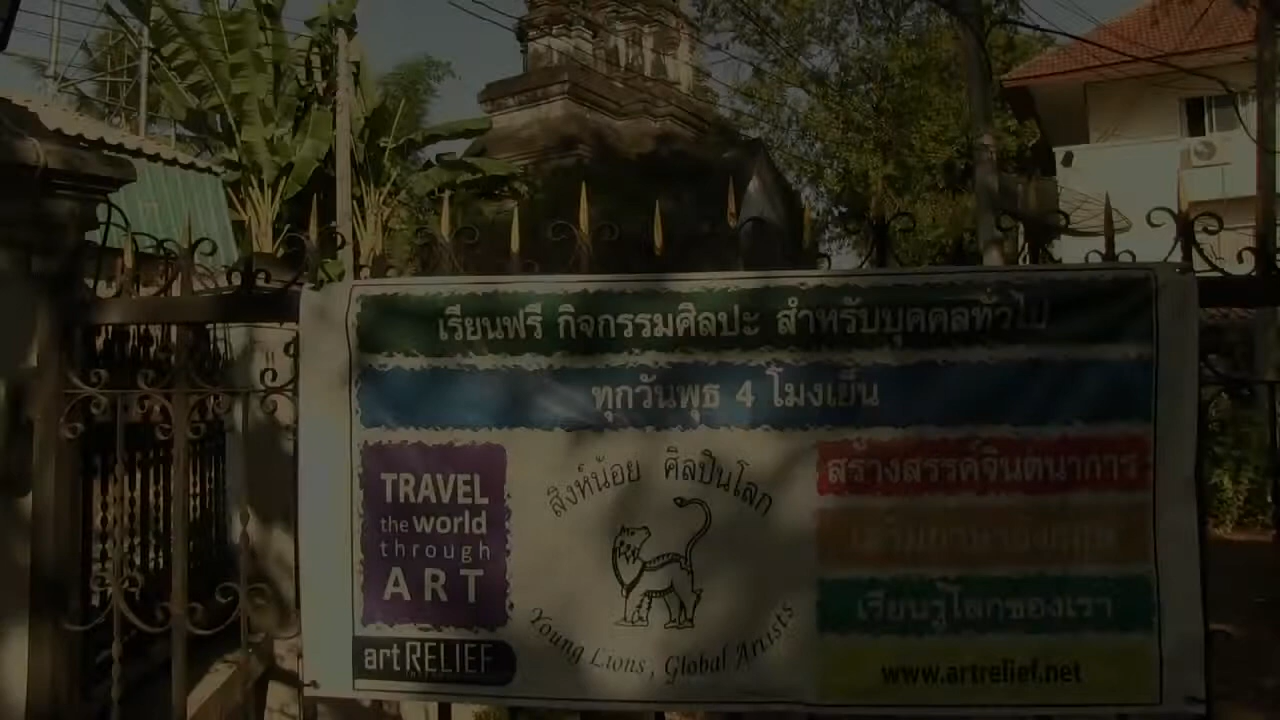 เรียนฟรี กิจกรรมศิลปะ สำหรับบุคคลทั่วไป
ทุกวันพุธ 4 โมงเย็น
TRAVEL
the world
through
ART
artRELIEF
สิงห์น้อย ศิลปินโลก
Young Lions, Global Artists
สร้างสรรค์จินตนาการ
เรียนรู้โลกของเรา
www.artrelief.net